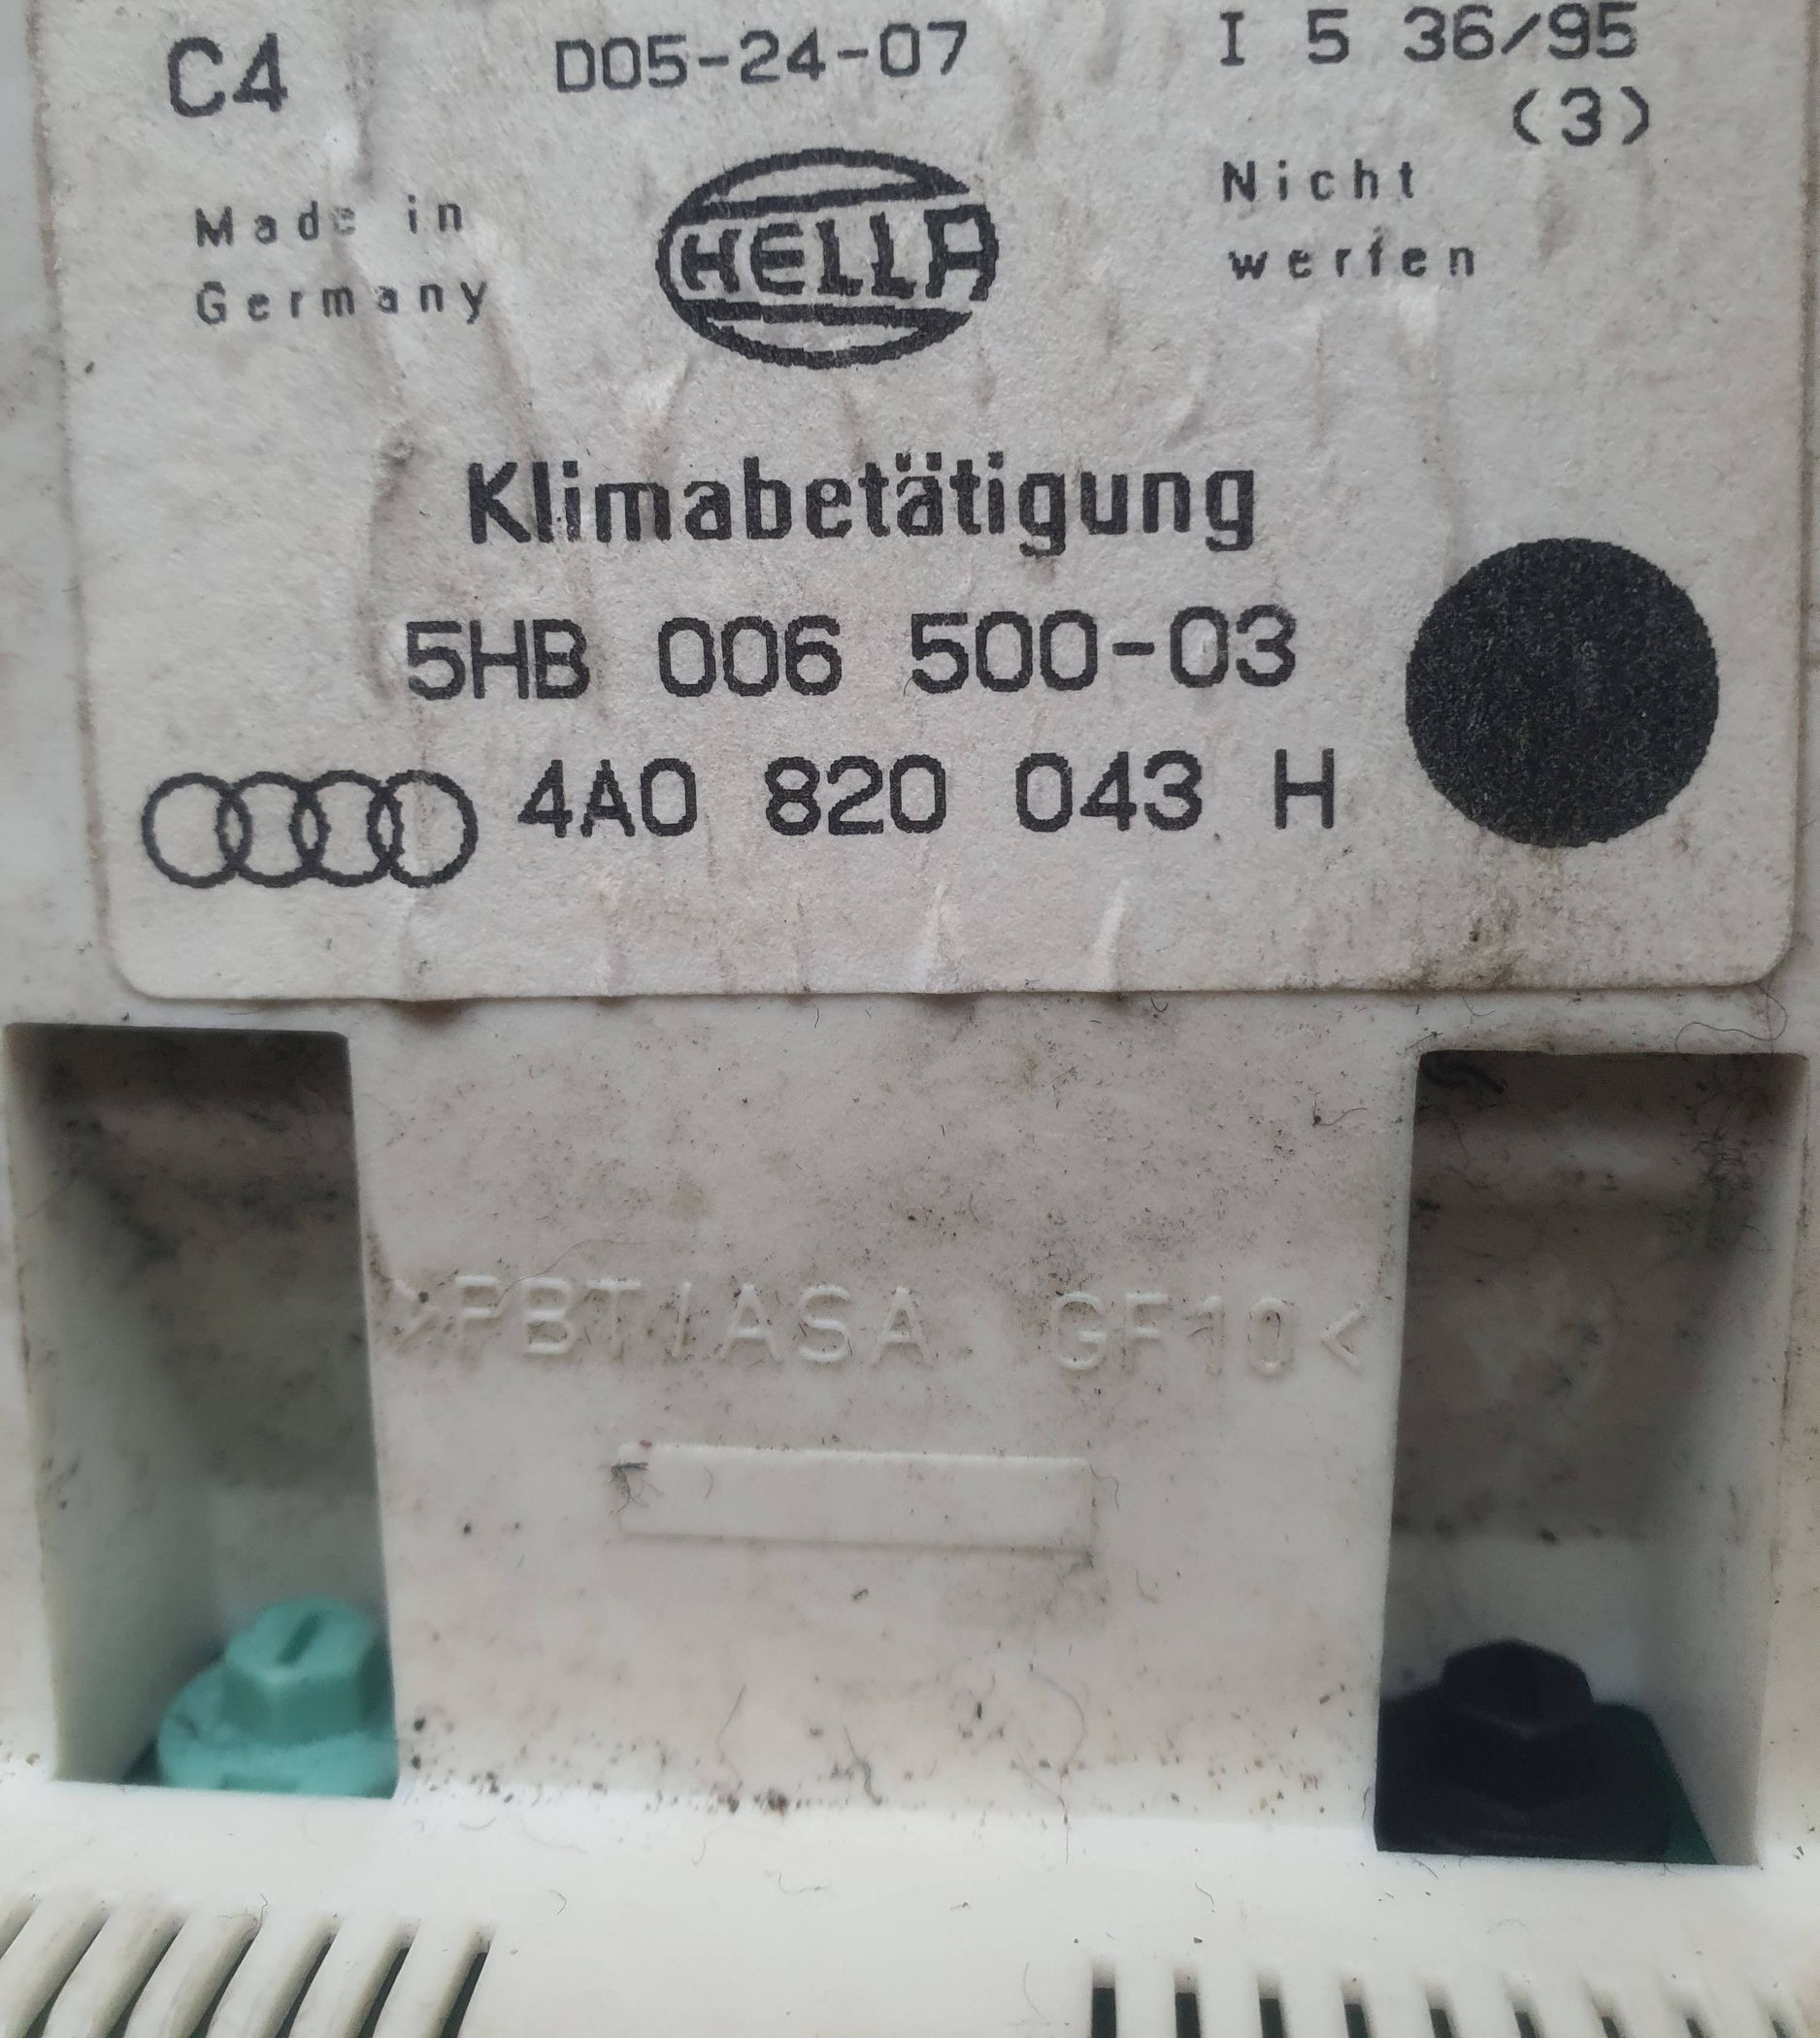 C4 D05-24-07 I 5 36/95
(3)
Made in
Germany
HELLA
Nicht
werfen
Klimabetätigung
5HB 006 500-03
4A0 820 043 H
>PBT/ASA GF10<